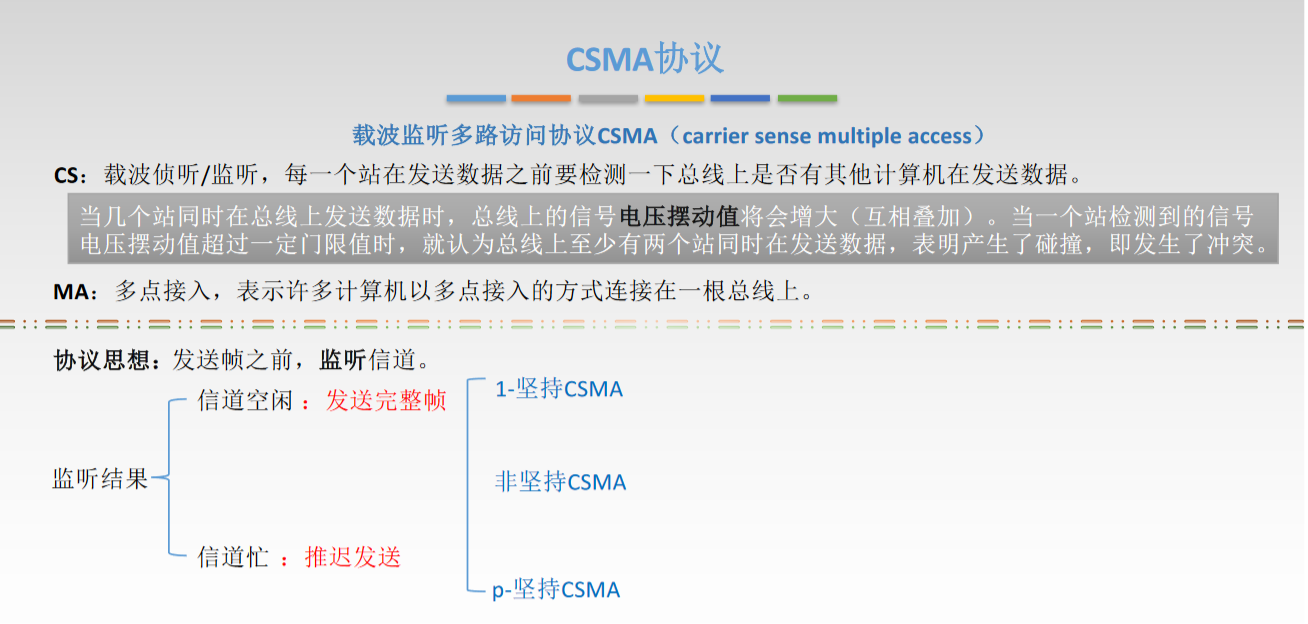 CSMA协议
载波监听多路访问协议CSMA（carrier sense multiple access）
CS：载波侦听/监听，每一个站在发送数据之前要检测一下总线上是否有其他计算机在发送数据。
当几个站同时在总线上发送数据时，总线上的信号电压摆动值将会增大（互相叠加）。当一个站检测到的信号
电压摆动值超过一定门限值时，就认为总线上至少有两个站同时在发送数据，表明产生了碰撞，即发生了冲突。
MA：多点接入，表示许多计算机以多点接入的方式连接在一根总线上。
协议思想：发送帧之前，监听信道。
监听结果
信道空闲：发送完整帧
信道忙：推迟发送
1-坚持CSMA
非坚持CSMA
p-坚持CSMA